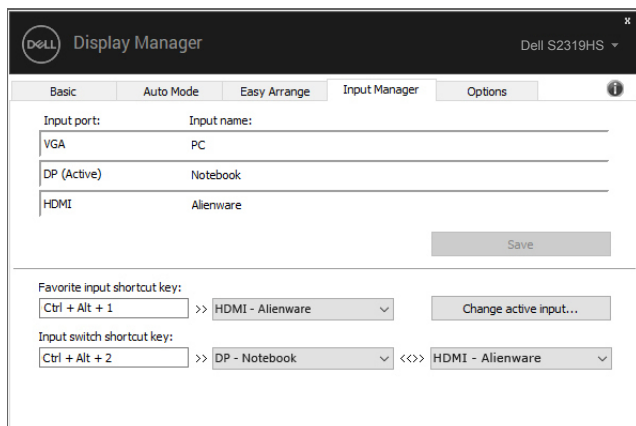 x
DELL Display Manager Dell S2319HS
Basic Auto Mode Easy Arrange Input Manager Options i
Input port: Input name:
VGA PC
DP (Active) Notebook
HDMI Alienware
Save
Favorite input shortcut key:
Ctrl + Alt + 1 >> HDMI - Alienware Change active input...
Input switch shortcut key:
Ctrl + Alt + 2 >> DP - Notebook <<>> HDMI - Alienware